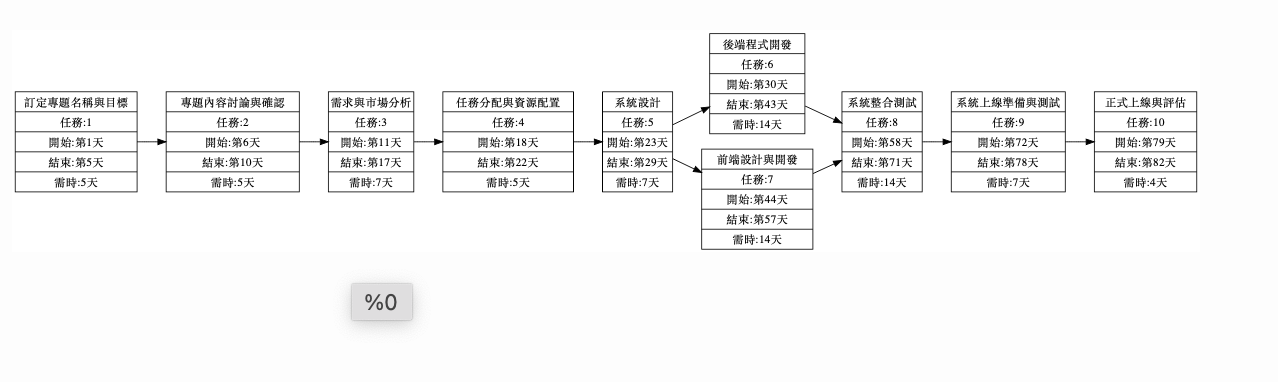 訂定專題名稱與目標
任務:1
開始:第1天
結束:第5天
需時:5天
專題內容討論與確認
任務:2
開始:第6天
結束:第10天
需時:5天
需求與市場分析
任務:3
開始:第11天
結束:第17天
需時:7天
任務分配與資源配置
任務:4
開始:第18天
結束:第22天
需時:5天
系統設計
任務:5
開始:第23天
結束:第29天
需時:7天
後端程式開發
任務:6
開始:第30天
結束:第43天
需時:14天
前端設計與開發
任務:7
開始:第44天
結束:第57天
需時:14天
系統整合測試
任務:8
開始:第58天
結束:第71天
需時:14天
系統上線準備與測試
任務:9
開始:第72天
結束:第78天
需時:7天
正式上線與評估
任務:10
開始:第79天
結束:第82天
需時:4天
%0